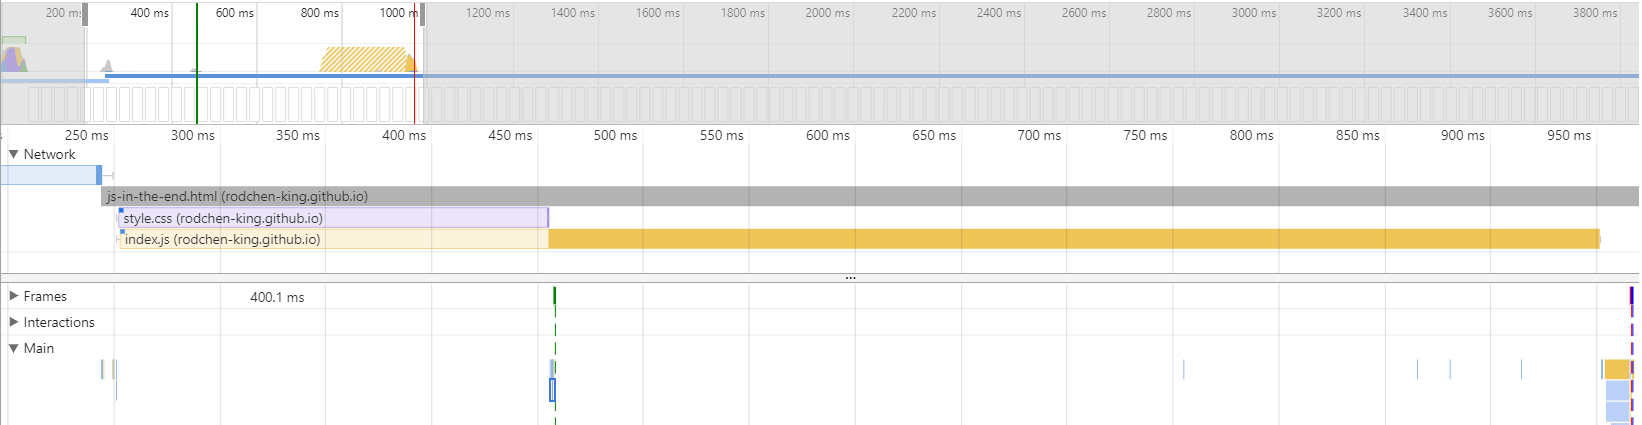 200 ms 400 ms 600 ms 800 ms 1000 m 1200 ms 1400 ms 1600 ms 1800 ms 2000 ms 2200 ms 2400 ms 2600 ms 2800 ms 3000 ms 3200 ms 3400 ms 3600 ms 3800 ms
s 250 ms 300 ms 350 ms 400 ms 450 ms 500 ms 550 ms 600 ms 650 ms 700 ms 750 ms 800 ms 850 ms 900 ms 950 ms
Network
js-in-the-end.html (rodchen-king.github.io)
style.css (rodchen-king.github.io)
index.js (rodchen-king.github.io)
...
Frames 400.1 ms
Interactions
Main